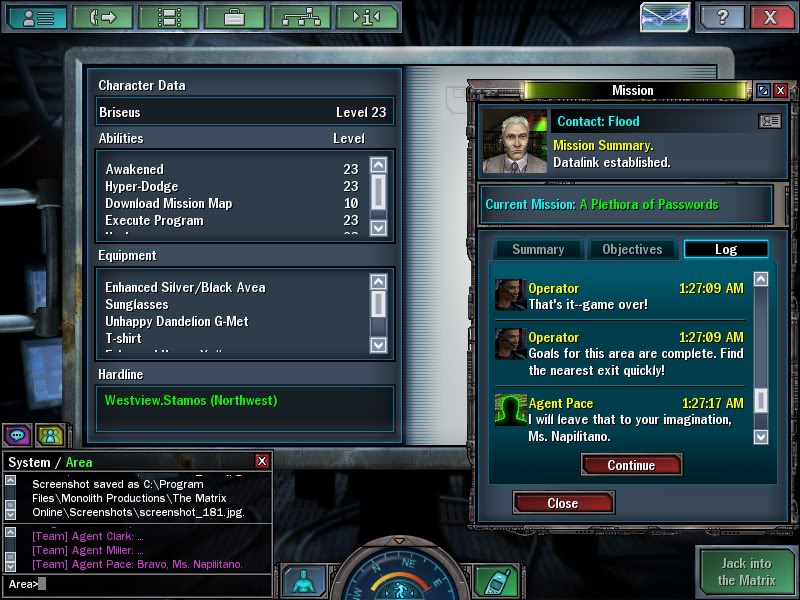 ?
X
Character Data
Briseus Level 23
Abilities Level
Awakened 23
Hyper-Dodge 23
Download Mission Map 10
Execute Program 23
Equipment
Enhanced Silver/Black Avea
Sunglasses
Unhappy Dandelion G-Met
T-shirt
Hardline
Westview.Stamos (Northwest)
Mission
X
Contact: Flood
Mission Summary.
Datalink established.
Current Mission: A Plethora of Passwords
Summary Objectives Log
Operator 1:27:09 AM
That's it--game over!
Operator 1:27:09 AM
Goals for this area are complete. Find
the nearest exit quickly!
Agent Pace 1:27:17 AM
I will leave that to your imagination,
Ms. Napilitano.
Continue
Close
System / Area
X
Screenshot saved as C:\Program
Files\Monolith Productions\The Matrix
Online\Screenshots\screenshot_181.jpg.
[Team] Agent Clark: ...
[Team] Agent Miller: ...
[Team] Agent Pace: Bravo, Ms. Napilitano.
Area>
NW N NE E
Jack into
the Matrix